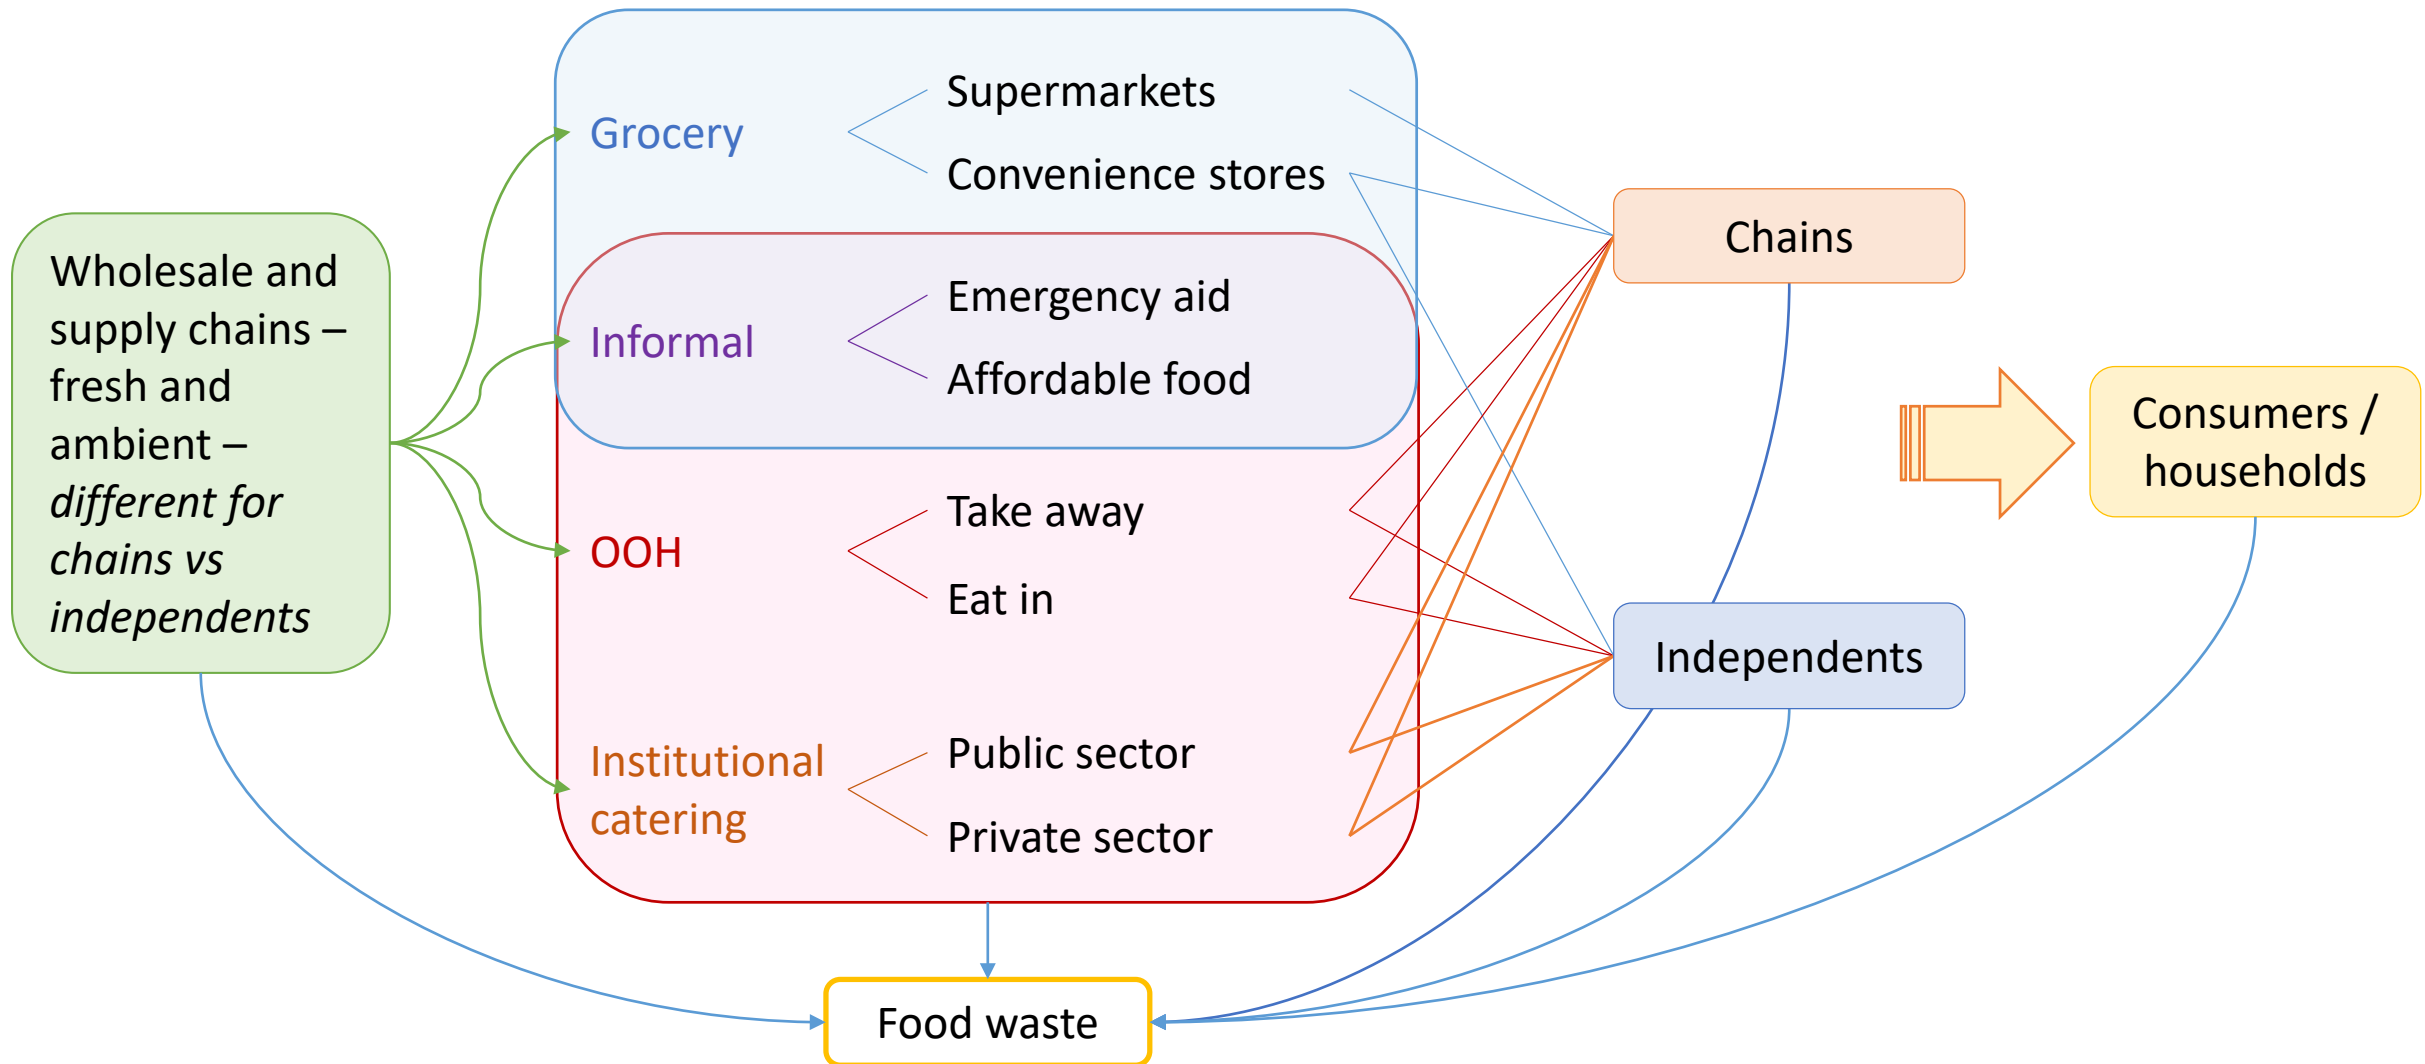 Wholesale and
supply chains –
fresh and
ambient –
different for
chains vs
independents
Grocery
Supermarkets
Convenience stores
Informal
Emergency aid
Affordable food
OOH
Take away
Eat in
Institutional
catering
Public sector
Private sector
Chains
Independents
Consumers /
households
Food waste